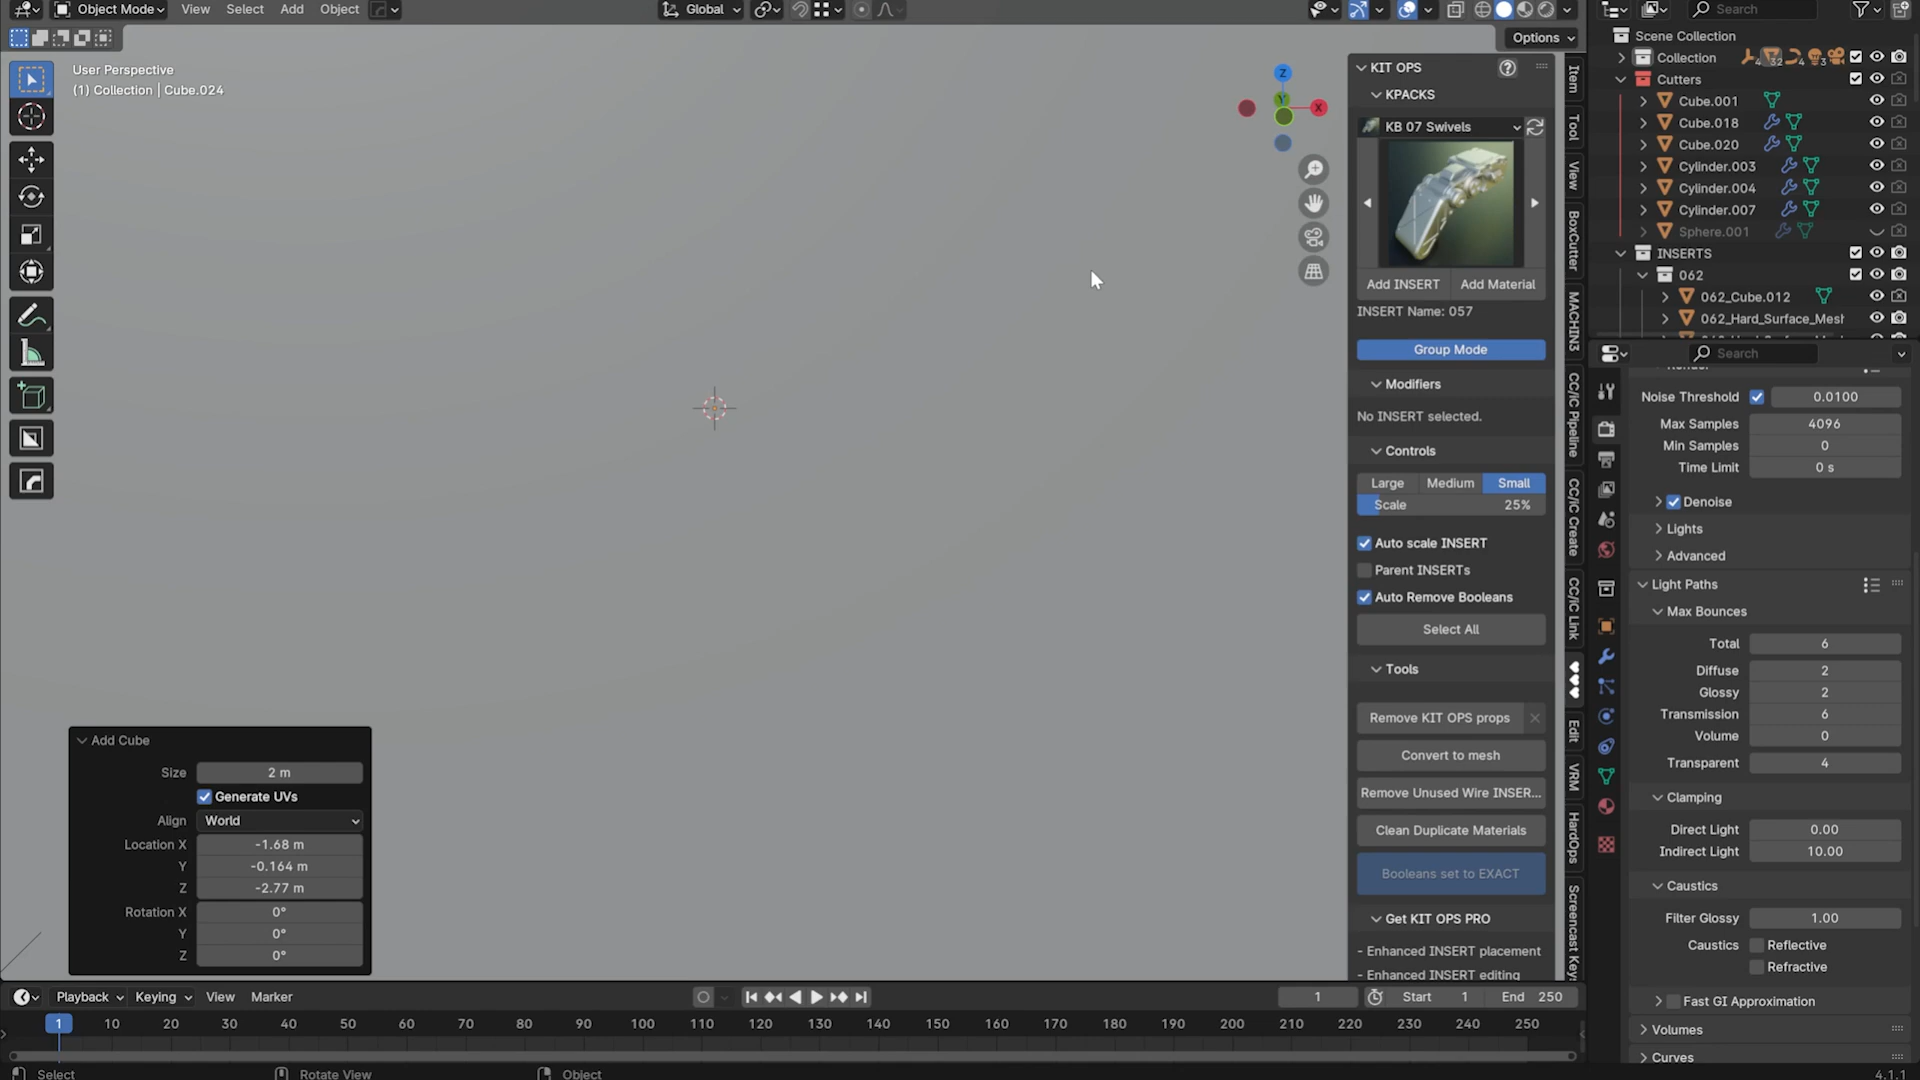 Object Mode
View
Select
Add
Object
Global
Options
User Perspective
(1) Collection | Cube.024
Z
Y
X
Item
Tool
View
BoxCutter
MACHIN3
CC/iC Pipeline
CC/iC Create
CC/iC Link
Edit
VRM
HardOps
Screencast Key
KIT OPS
KPACKS
KB 07 Swivels
Add INSERT
Add Material
INSERT Name: 057
Group Mode
Modifiers
No INSERT selected.
Controls
Large
Medium
Small
Scale
25%
Auto scale INSERT
Parent INSERTs
Auto Remove Booleans
Select All
Tools
Remove KIT OPS props
Convert to mesh
Remove Unused Wire INSER...
Clean Duplicate Materials
Booleans set to EXACT
Get KIT OPS PRO
- Enhanced INSERT placement
- Enhanced INSERT editing
Add Cube
Size
2 m
Generate UVs
Align
World
Location X
-1.68 m
Y
-0.164 m
Z
-2.77 m
Rotation X
0°
Y
0°
Z
0°
Playback
Keying
View
Marker
1
Start
1
End
250
1
10
20
30
40
50
60
70
80
90
100
110
120
130
140
150
160
170
180
190
200
210
220
230
240
250
Select
Rotate View
Object
4.1.1
Search
Scene Collection
Collection
4
32
4
3
Cutters
Cube.001
Cube.018
Cube.020
Cylinder.003
Cylinder.004
Cylinder.007
Sphere.001
INSERTS
062
062_Cube.012
062_Hard_Surface_Mesh
Search
Noise Threshold
0.0100
Max Samples
4096
Min Samples
0
Time Limit
0 s
Denoise
Lights
Advanced
Light Paths
Max Bounces
Total
6
Diffuse
2
Glossy
2
Transmission
6
Volume
0
Transparent
4
Clamping
Direct Light
0.00
Indirect Light
10.00
Caustics
Filter Glossy
1.00
Caustics
Reflective
Refractive
Fast GI Approximation
Volumes
Curves